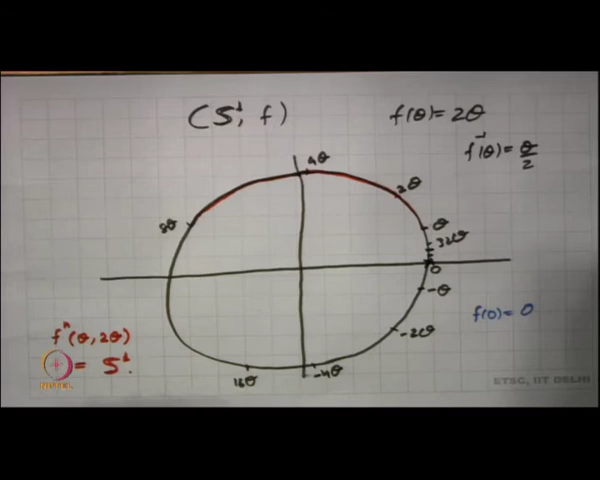 (S¹, f)
f(θ) = 2θ
f⁻¹(θ) = θ/2
4θ
2θ
8θ
θ
32θ
0
-θ
f(0) = 0
-2θ
fⁿ(θ, 2θ)
= S¹.
16θ
-4θ
NPTEL
ETSC, IIT DELHI